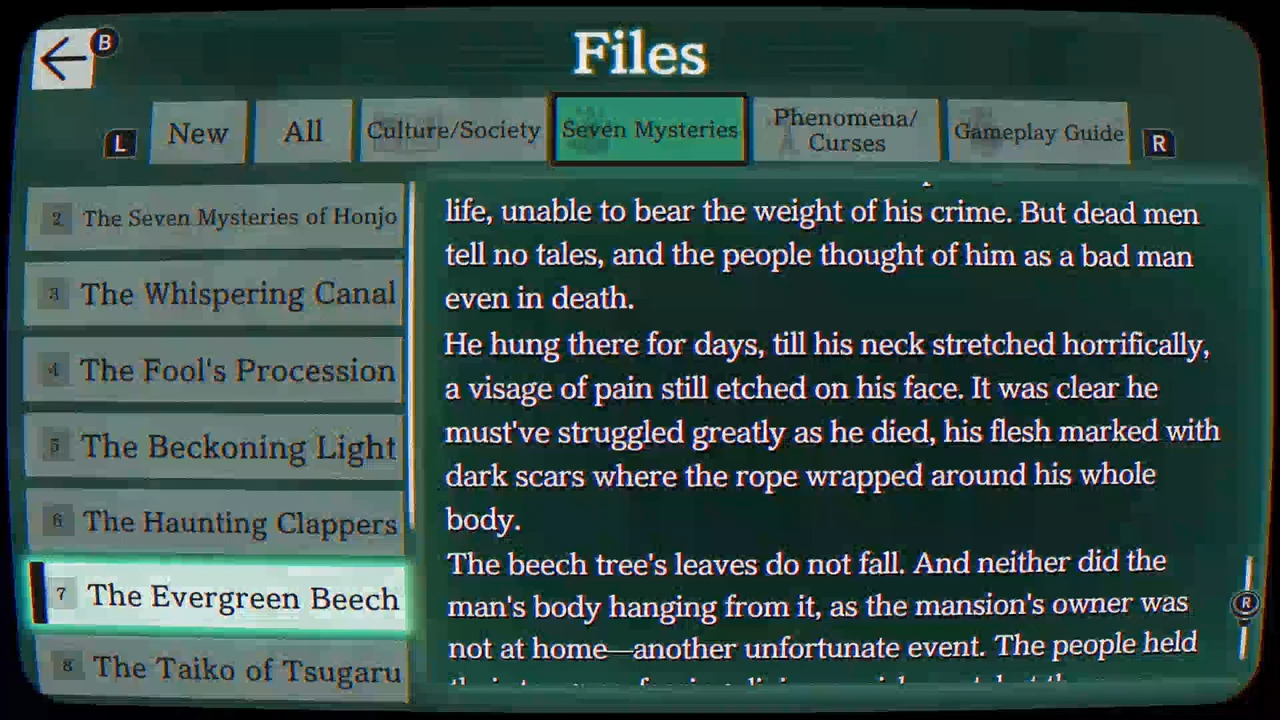 B
Files
L
New
All
Culture/Society
Seven Mysteries
Phenomena/
Curses
Gameplay Guide
R
2 The Seven Mysteries of Honjo
3 The Whispering Canal
4 The Fool's Procession
5 The Beckoning Light
6 The Haunting Clappers
7 The Evergreen Beech
8 The Taiko of Tsugaru
life, unable to bear the weight of his crime. But dead men
tell no tales, and the people thought of him as a bad man
even in death.
He hung there for days, till his neck stretched horrifically,
a visage of pain still etched on his face. It was clear he
must've struggled greatly as he died, his flesh marked with
dark scars where the rope wrapped around his whole
body.
The beech tree's leaves do not fall. And neither did the
man's body hanging from it, as the mansion's owner was
not at home—another unfortunate event. The people held
R